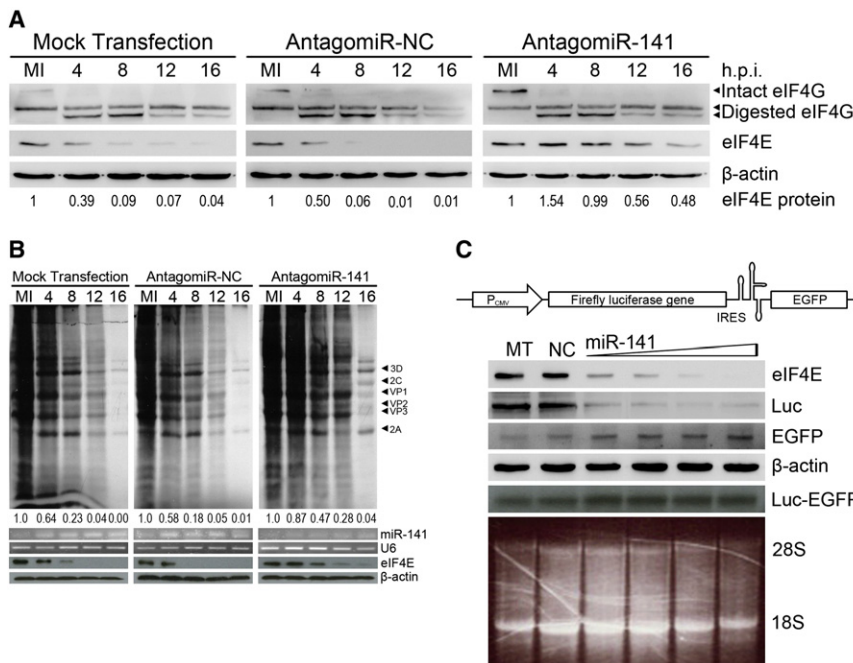 A
Mock Transfection AntagomiR-NC AntagomiR-141
MI 4 8 12 16 MI 4 8 12 16 MI 4 8 12 16 h.p.i.
Intact eIF4G
Digested eIF4G
eIF4E
β-actin
1 0.39 0.09 0.07 0.04 1 0.50 0.06 0.01 0.01 1 1.54 0.99 0.56 0.48 eIF4E protein
B
Mock Transfection AntagomiR-NC AntagomiR-141
MI 4 8 12 16 MI 4 8 12 16 MI 4 8 12 16
3D
2C
VP1
VP2
VP3
2A
1.0 0.64 0.23 0.04 0.00 1.0 0.58 0.18 0.05 0.01 1.0 0.87 0.47 0.28 0.04
miR-141
U6
eIF4E
β-actin
C
PCMV Firefly luciferase gene IRES EGFP
MT NC miR-141
eIF4E
Luc
EGFP
β-actin
Luc-EGFP
28S
18S